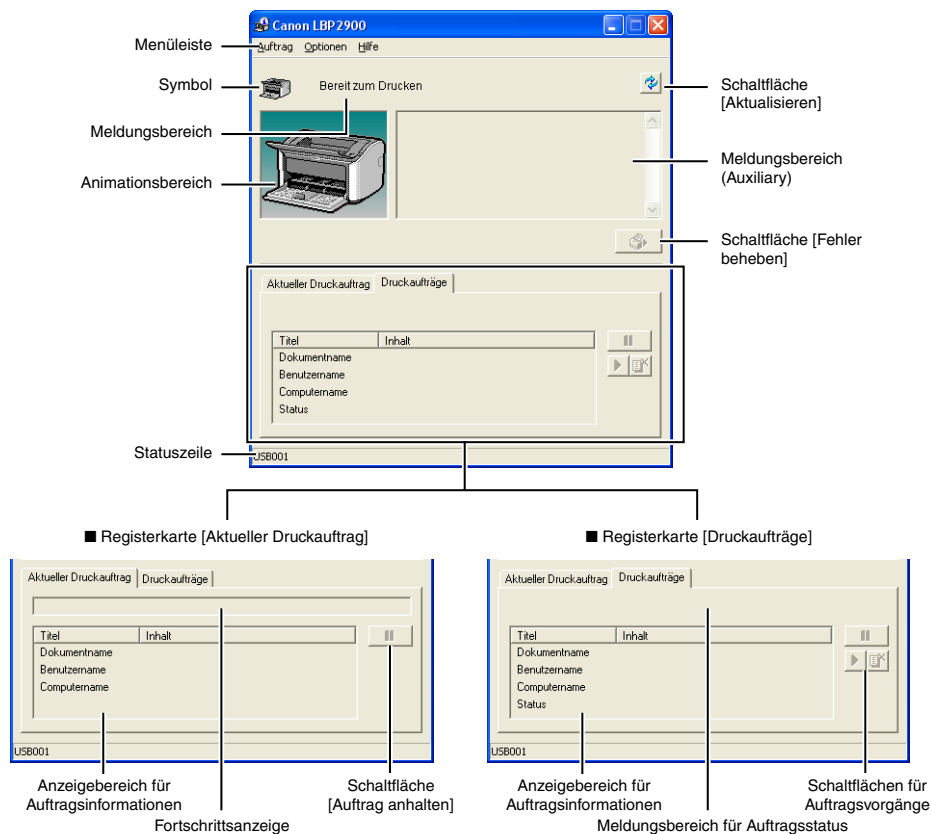 Canon LBP2900
Menüleiste
Auftrag Optionen Hilfe
Symbol
Bereit zum Drucken
Schaltfläche
[Aktualisieren]
Meldungsbereich
Meldungsbereich
(Auxiliary)
Animationsbereich
Schaltfläche [Fehler
beheben]
Aktueller Druckauftrag Druckaufträge
Titel Inhalt
Dokumentname
Benutzername
Computername
Status
Statuszeile
USB001
■ Registerkarte [Aktueller Druckauftrag]
Aktueller Druckauftrag Druckaufträge
Titel Inhalt
Dokumentname
Benutzername
Computername
USB001
Anzeigebereich für
Auftragsinformationen
Schaltfläche
[Auftrag anhalten]
Fortschrittsanzeige
■ Registerkarte [Druckaufträge]
Aktueller Druckauftrag Druckaufträge
Titel Inhalt
Dokumentname
Benutzername
Computername
Status
USB001
Anzeigebereich für
Auftragsinformationen
Schaltflächen für
Auftragsvorgänge
Meldungsbereich für Auftragsstatus